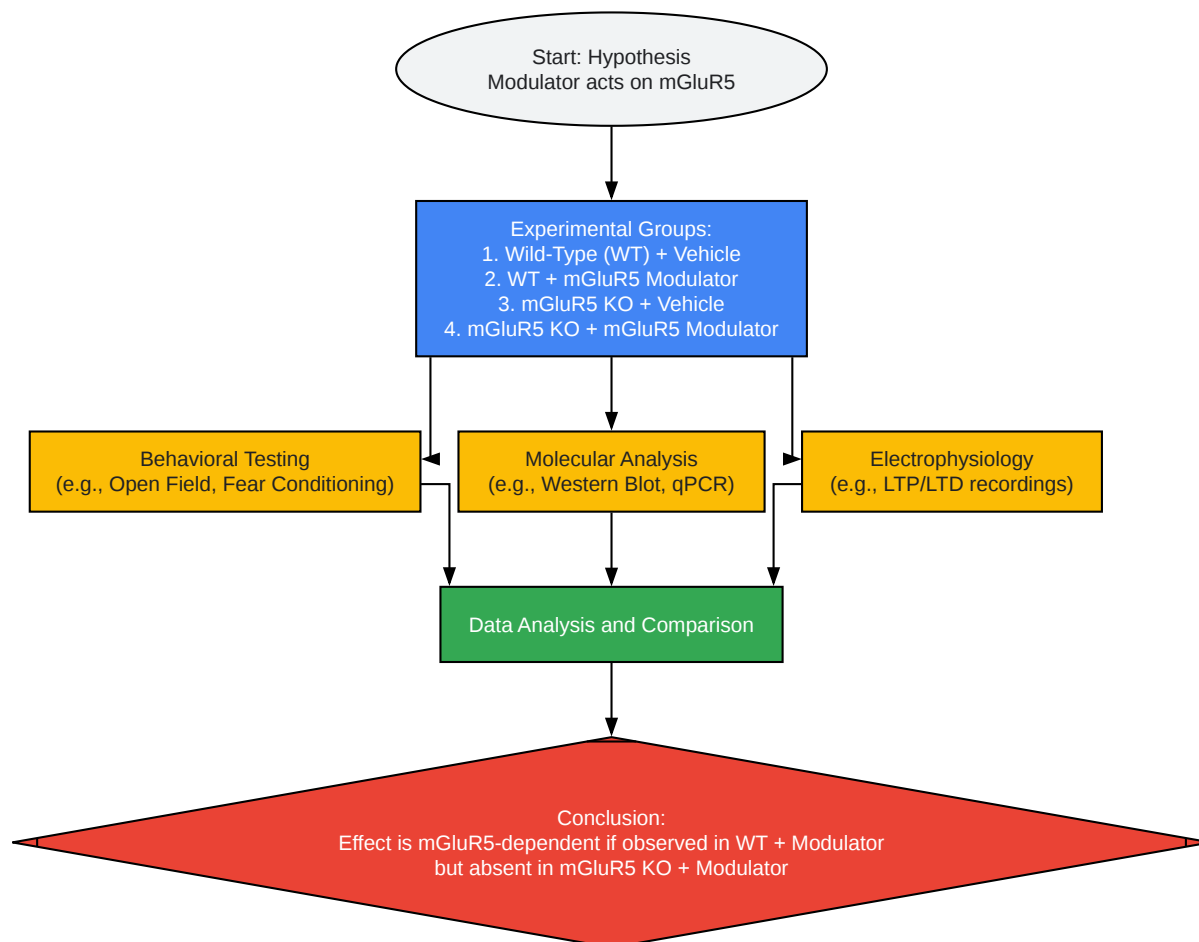 Start: Hypothesis
Modulator acts on mGluR5
Experimental Groups:
1. Wild-Type (WT) + Vehicle
2. WT + mGluR5 Modulator
3. mGluR5 KO + Vehicle
4. mGluR5 KO + mGluR5 Modulator
Behavioral Testing
(e.g., Open Field, Fear Conditioning)
Molecular Analysis
(e.g., Western Blot, qPCR)
Electrophysiology
(e.g., LTP/LTD recordings)
Data Analysis and Comparison
Conclusion:
Effect is mGluR5-dependent if observed in WT + Modulator
but absent in mGluR5 KO + Modulator